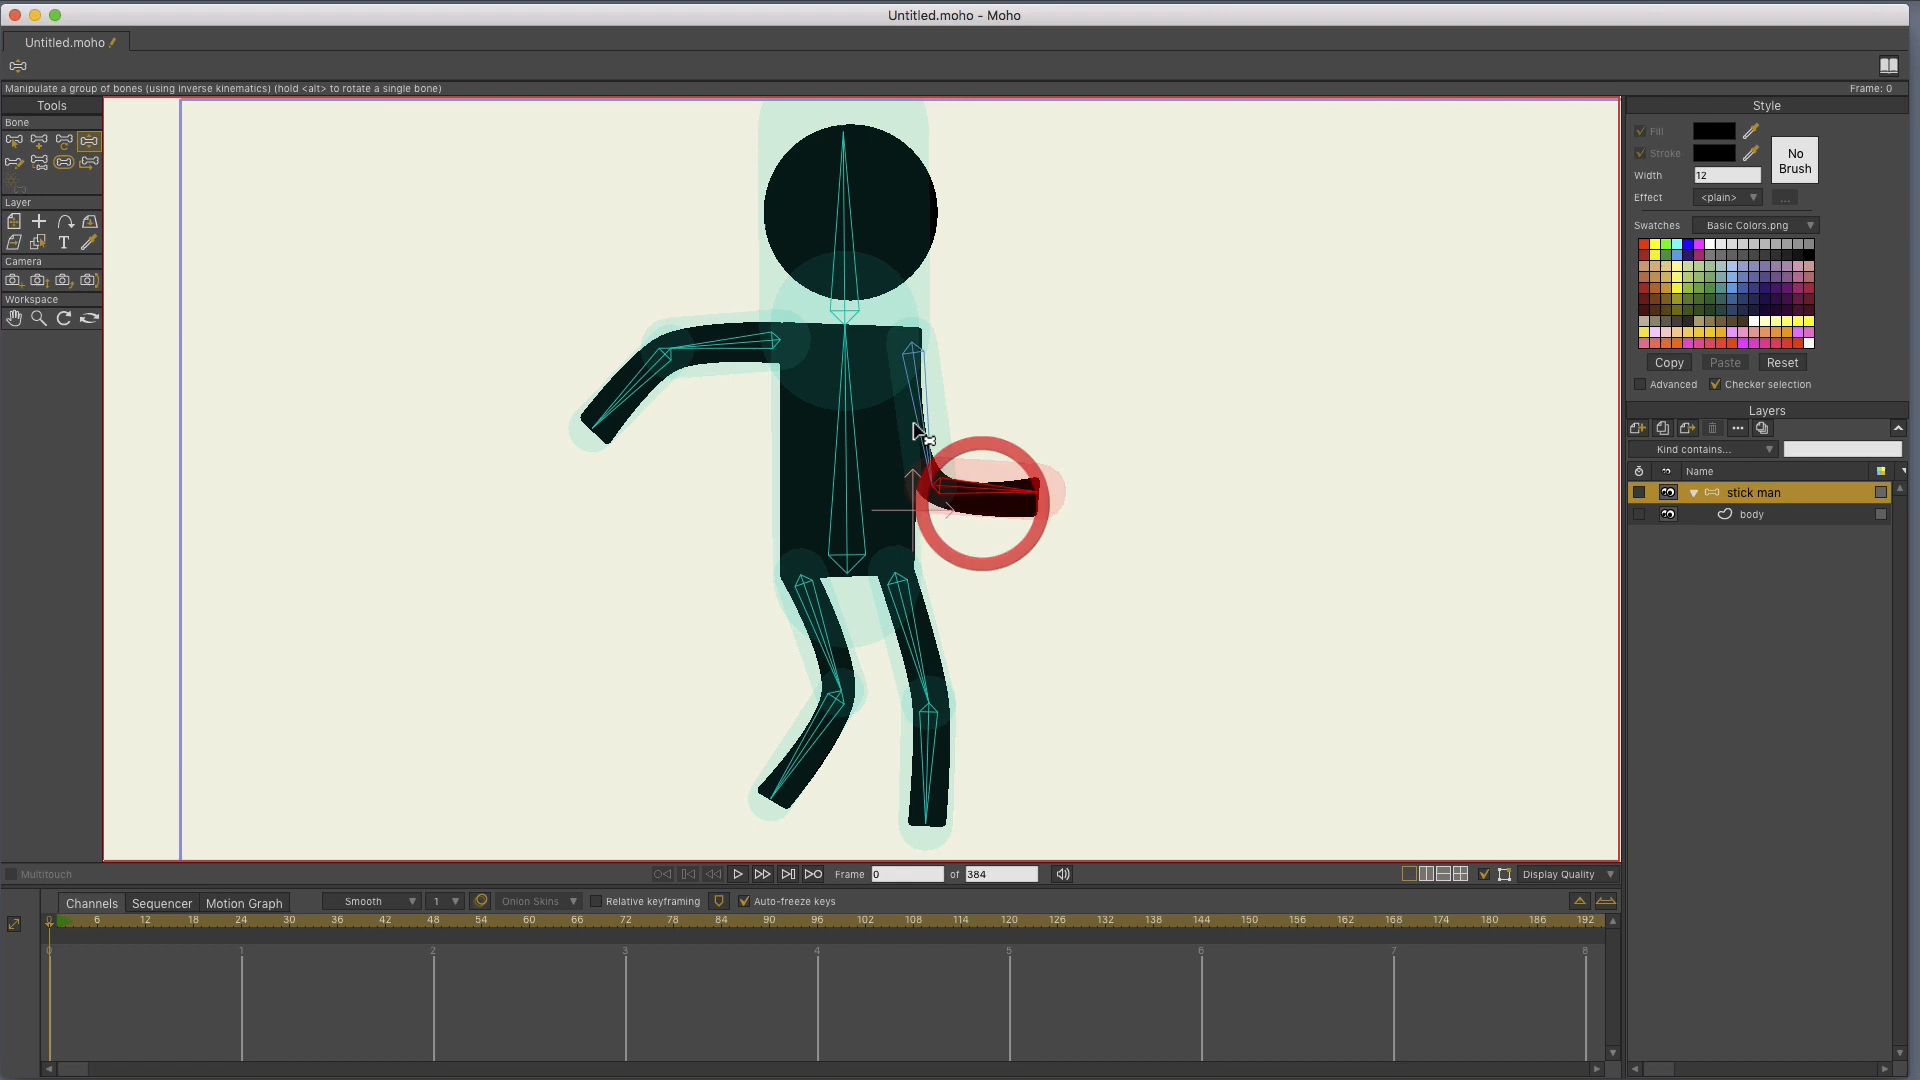 Untitled.moho - Moho
Untitled.moho
Manipulate a group of bones (using inverse kinematics) (hold <alt> to rotate a single bone)
Frame: 0
Tools
Bone
Layer
T
Camera
Workspace
Style
Fill
Stroke
No
Brush
Width
12
Effect
<plain>
...
Swatches
Basic Colors.png
Copy
Paste
Reset
Advanced
Checker selection
Layers
Kind contains...
Name
stick man
body
Multitouch
Frame
0
of
384
Display Quality
Channels
Sequencer
Motion Graph
Smooth
1
Onion Skins
Relative keyframing
Auto-freeze keys
0 6 12 18 24 30 36 42 48 54 60 66 72 78 84 90 96 102 108 114 120 126 132 138 144 150 156 162 168 174 180 186 192
0 1 2 3 4 5 6 7 8